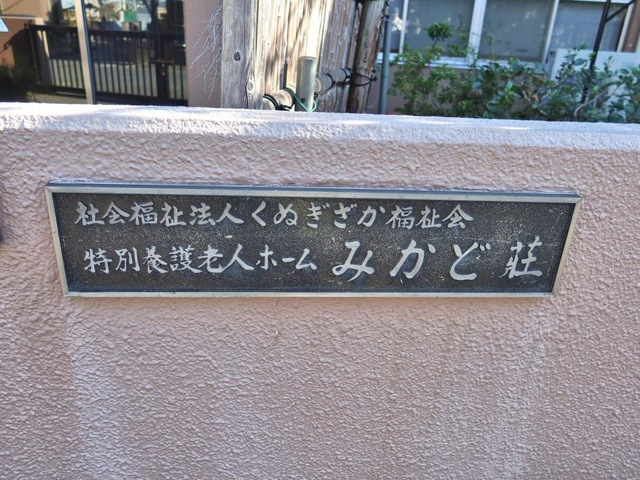 社会福祉法人くぬぎざか福祉会
特別養護老人ホーム みかど荘